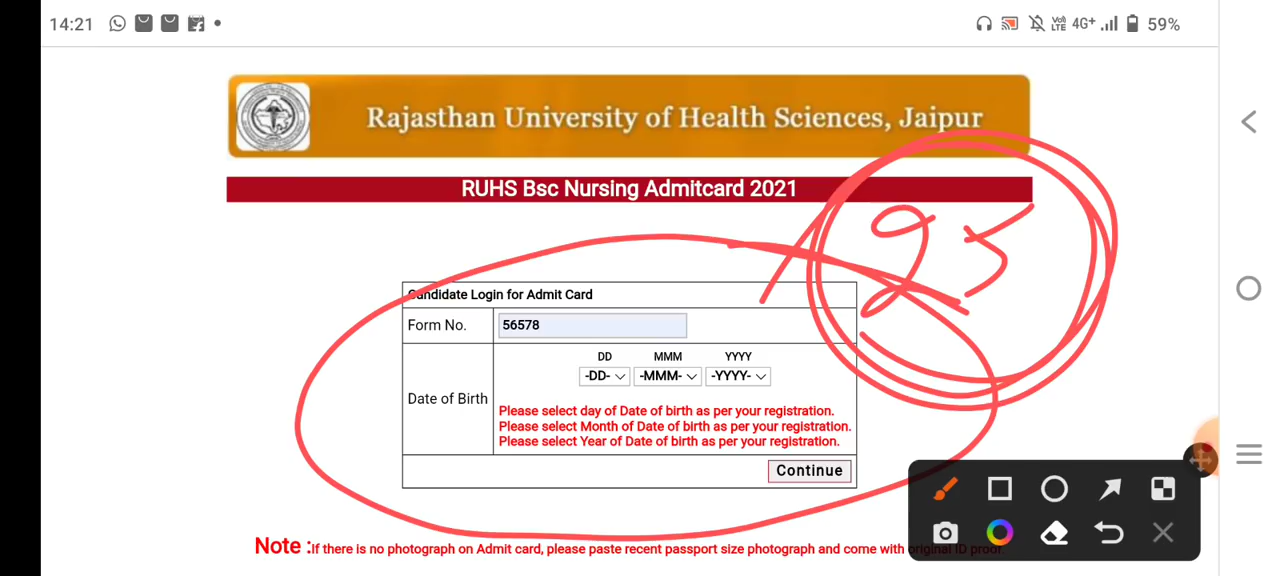 14:21
Vo) LTE 4G+ 59%
Rajasthan University of Health Sciences, Jaipur
RUHS Bsc Nursing Admitcard 2021
25
Candidate Login for Admit Card
Form No. 56578
DD MMM YYYY
Date of Birth -DD- -MMM- -YYYY-
Please select day of Date of birth as per your registration.
Please select Month of Date of birth as per your registration.
Please select Year of Date of birth as per your registration.
Continue
Note :If there is no photograph on Admit card, please paste recent passport size photograph and come with original ID proof.